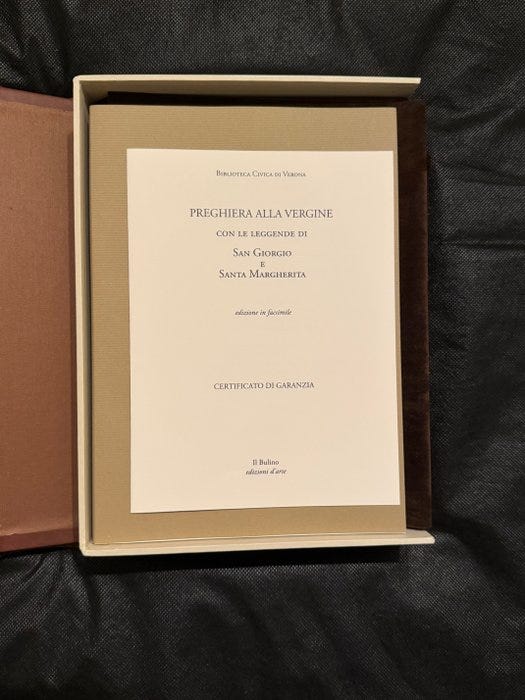 Biblioteca Civica di Verona
PREGHIERA ALLA VERGINE
con le leggende di
San Giorgio
e
Santa Margherita
edizione in facsimile
CERTIFICATO DI GARANZIA
Il Bulino
edizioni d'arte